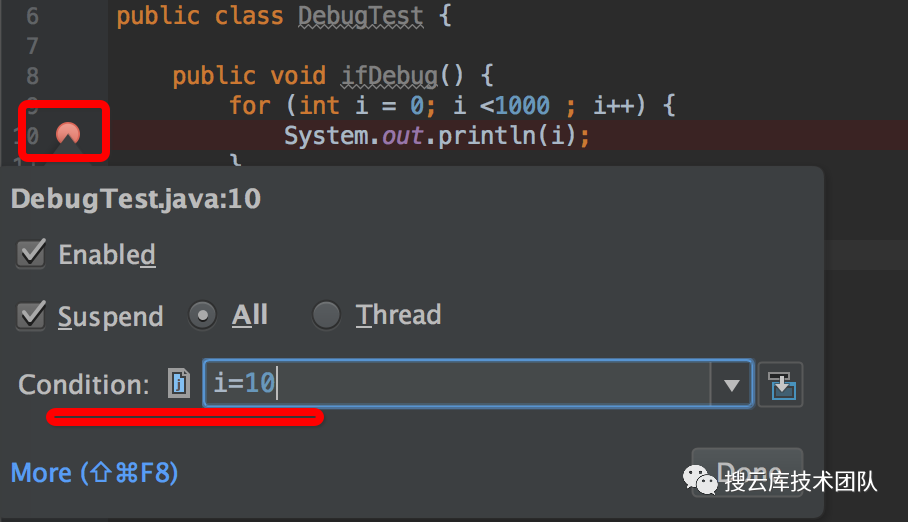 6 public class DebugTest {
7
8 public void ifDebug() {
9 for (int i = 0; i <1000 ; i++) {
10 System.out.println(i);
}
DebugTest.java:10
Enabled
Suspend All Thread
Condition: i=10
More (⇧⌘F8)
Done
搜云库技术团队